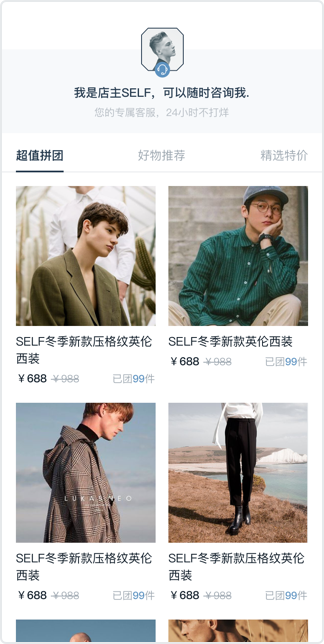 我是店主SELF，可以随时咨询我.
您的专属客服，24小时不打烊
超值拼团 好物推荐 精选特价
SELF冬季新款压格纹英伦
西装
￥688 ￥988 已团99件
SELF冬季新款英伦西装
￥688 ￥988 已团99件
LUKASNEO
SELF冬季新款压格纹英伦
西装
￥688 ￥988 已团99件
SELF冬季新款压格纹英伦
西装
￥688 ￥988 已团99件